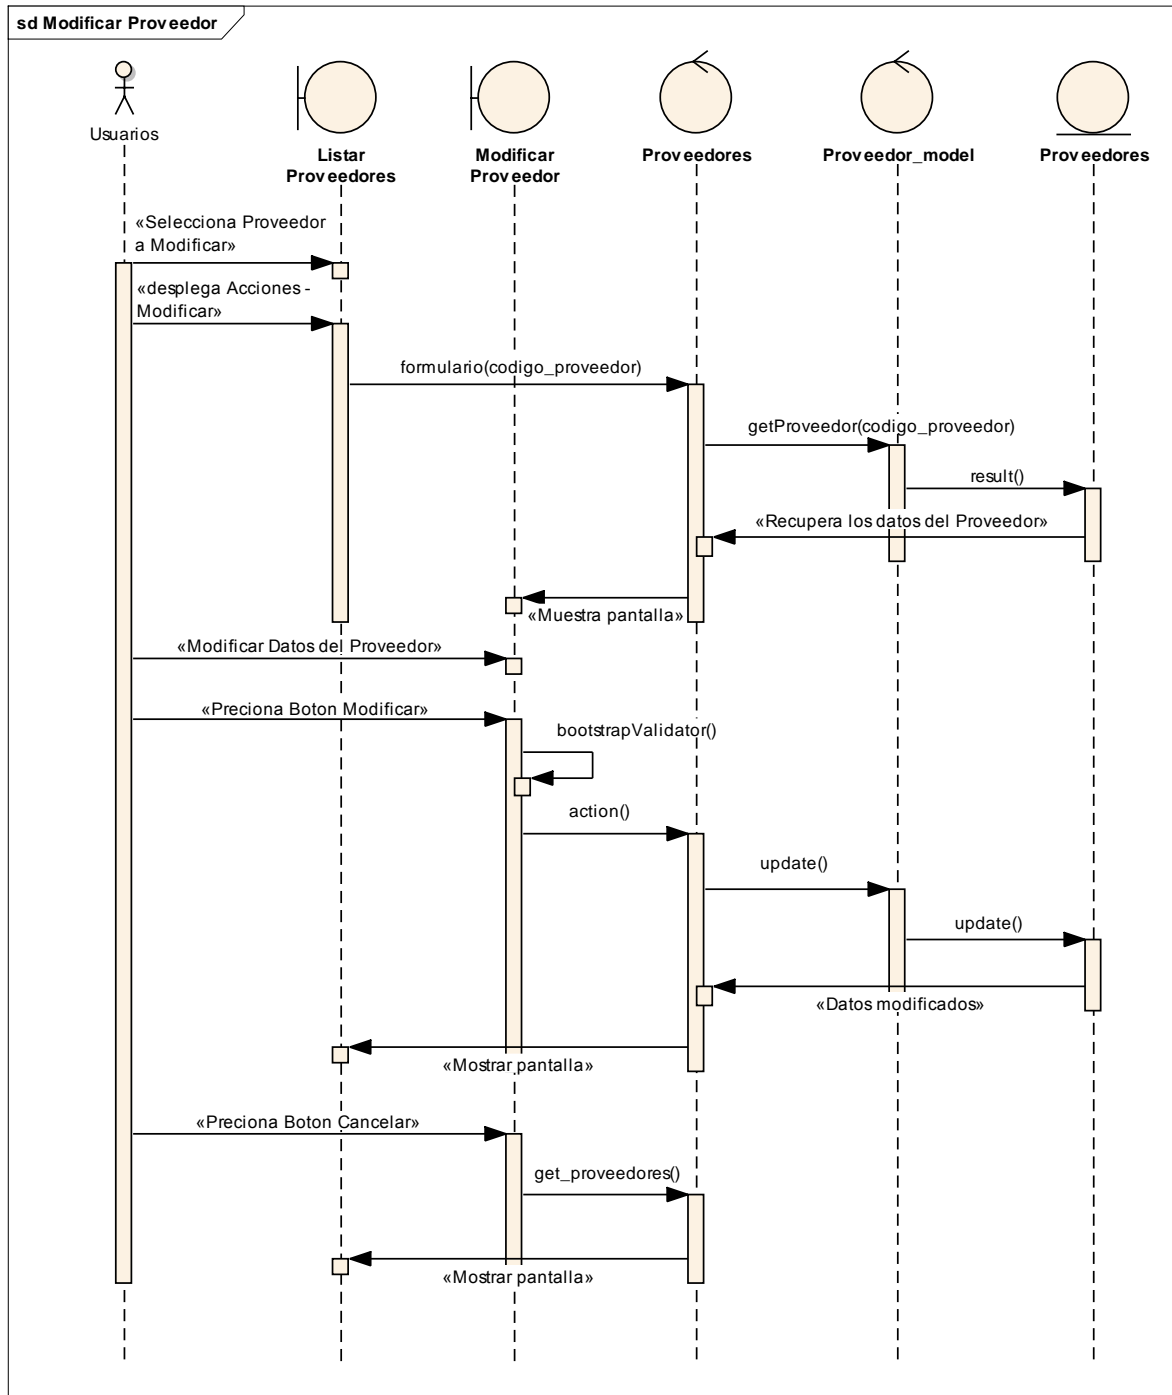 sd Modificar Proveedor
Usuarios
Listar
Proveedores
Modificar
Proveedor
Proveedores
Proveedor_model
Proveedores
«Selecciona Proveedor
a Modificar»
«desplega Acciones -
Modificar»
formulario(codigo_proveedor)
getProveedor(codigo_proveedor)
result()
«Recupera los datos del Proveedor»
«Muestra pantalla»
«Modificar Datos del Proveedor»
«Preciona Boton Modificar»
bootstrapValidator()
action()
update()
update()
«Datos modificados»
«Mostrar pantalla»
«Preciona Boton Cancelar»
get_proveedores()
«Mostrar pantalla»